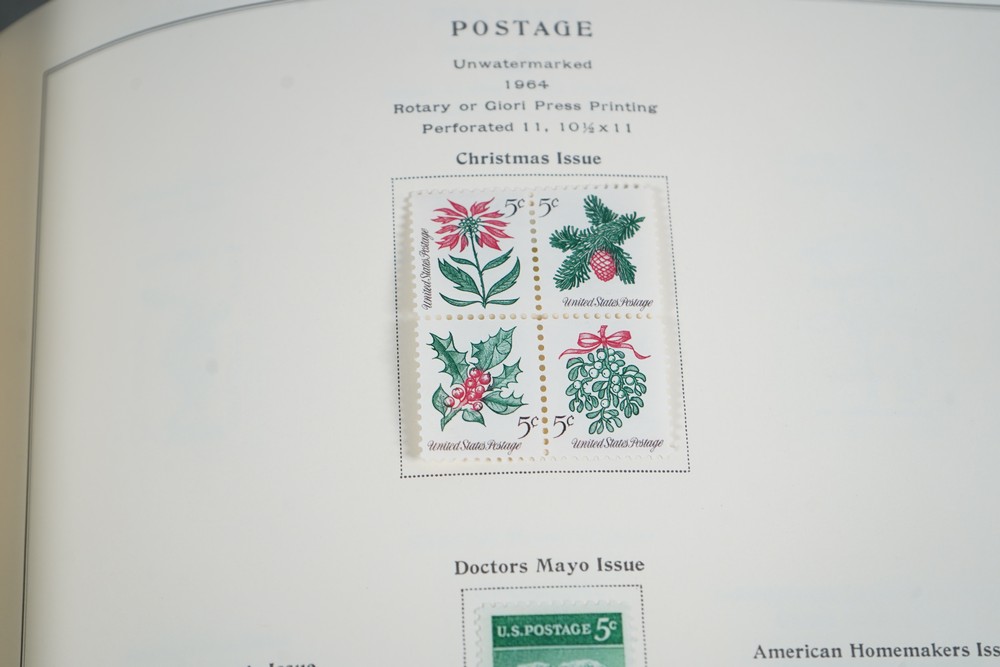 POSTAGE
Unwatermarked
1964
Rotary or Giori Press Printing
Perforated 11, 10½x11
Christmas Issue
5c
United States Postage
5c
United States Postage
5c
United States Postage
5c
United States Postage
Doctors Mayo Issue
U.S. POSTAGE 5c
American Homemakers Iss
Issue